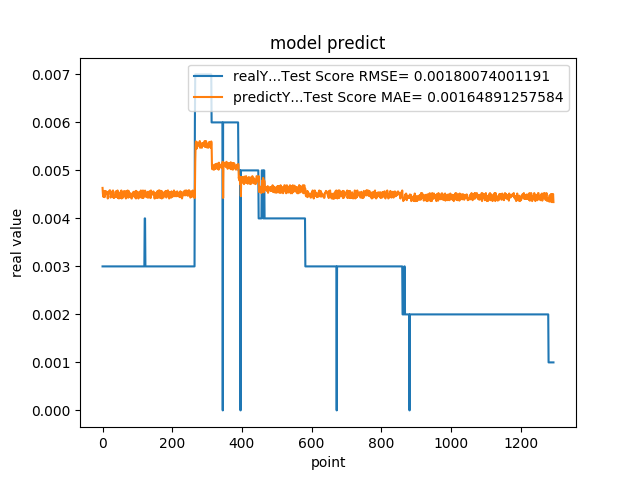 model predict
realY...Test Score RMSE= 0.00180074001191
predictY...Test Score MAE= 0.00164891257584
real value
0.007
0.006
0.005
0.004
0.003
0.002
0.001
0.000
0 200 400 600 800 1000 1200
point